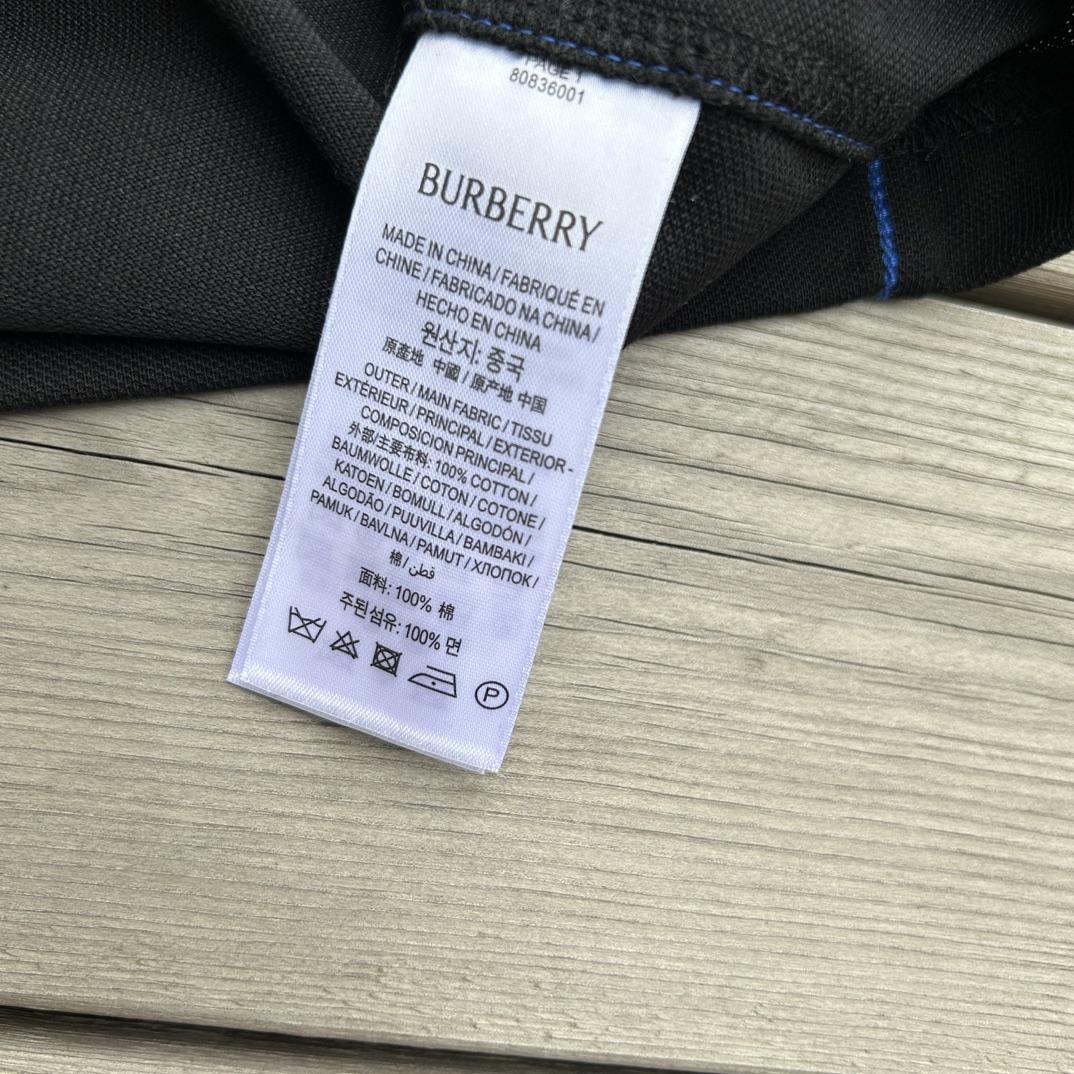 PAGE 1
80836001
BURBERRY
MADE IN CHINA / FABRIQUÉ EN
CHINE / FABRICADO NA CHINA /
HECHO EN CHINA
원산지: 중국
原產地 中國 / 原产地 中国
OUTER / MAIN FABRIC / TISSU
EXTÉRIEUR / PRINCIPAL / EXTERIOR -
COMPOSICION PRINCIPAL /
外部/主要布料: 100% COTTON /
BAUMWOLLE / COTON / COTONE /
KATOEN / BOMULL / ALGODÓN /
ALGODÃO / PUUVILLA / BAMBAKI /
PAMUK / BAVLNA / PAMUT / ХЛОПОК /
棉 / قطن
面料: 100% 棉
주된섬유: 100% 면
P